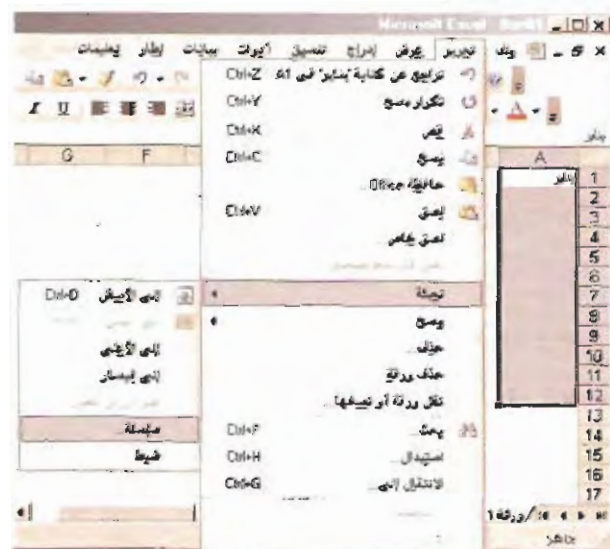 Microsoft Excel - Book1
ملف تحرير عرض إدراج تنسيق أدوات بيانات إطار تعليمات
تراجع عن كتابة "يناير" في A1 Ctrl+Z
تكرار مسح Ctrl+Y
قص Ctrl+X
نسخ Ctrl+C
حافظة Office...
لصق Ctrl+V
لصق خاص...
تعبئة
مسح
حذف...
حذف ورقة
نقل ورقة أو نسخها...
بحث... Ctrl+F
استبدال... Ctrl+H
الانتقال إلى... Ctrl+G
إلى الأسفل Ctrl+D
إلى الأعلى
إلى اليسار
سلسلة...
ضبط
I U
يناير
G F A
يناير 1
2
3
4
5
6
7
8
9
10
11
12
13
14
15
16
17
ورقة1
جاهز